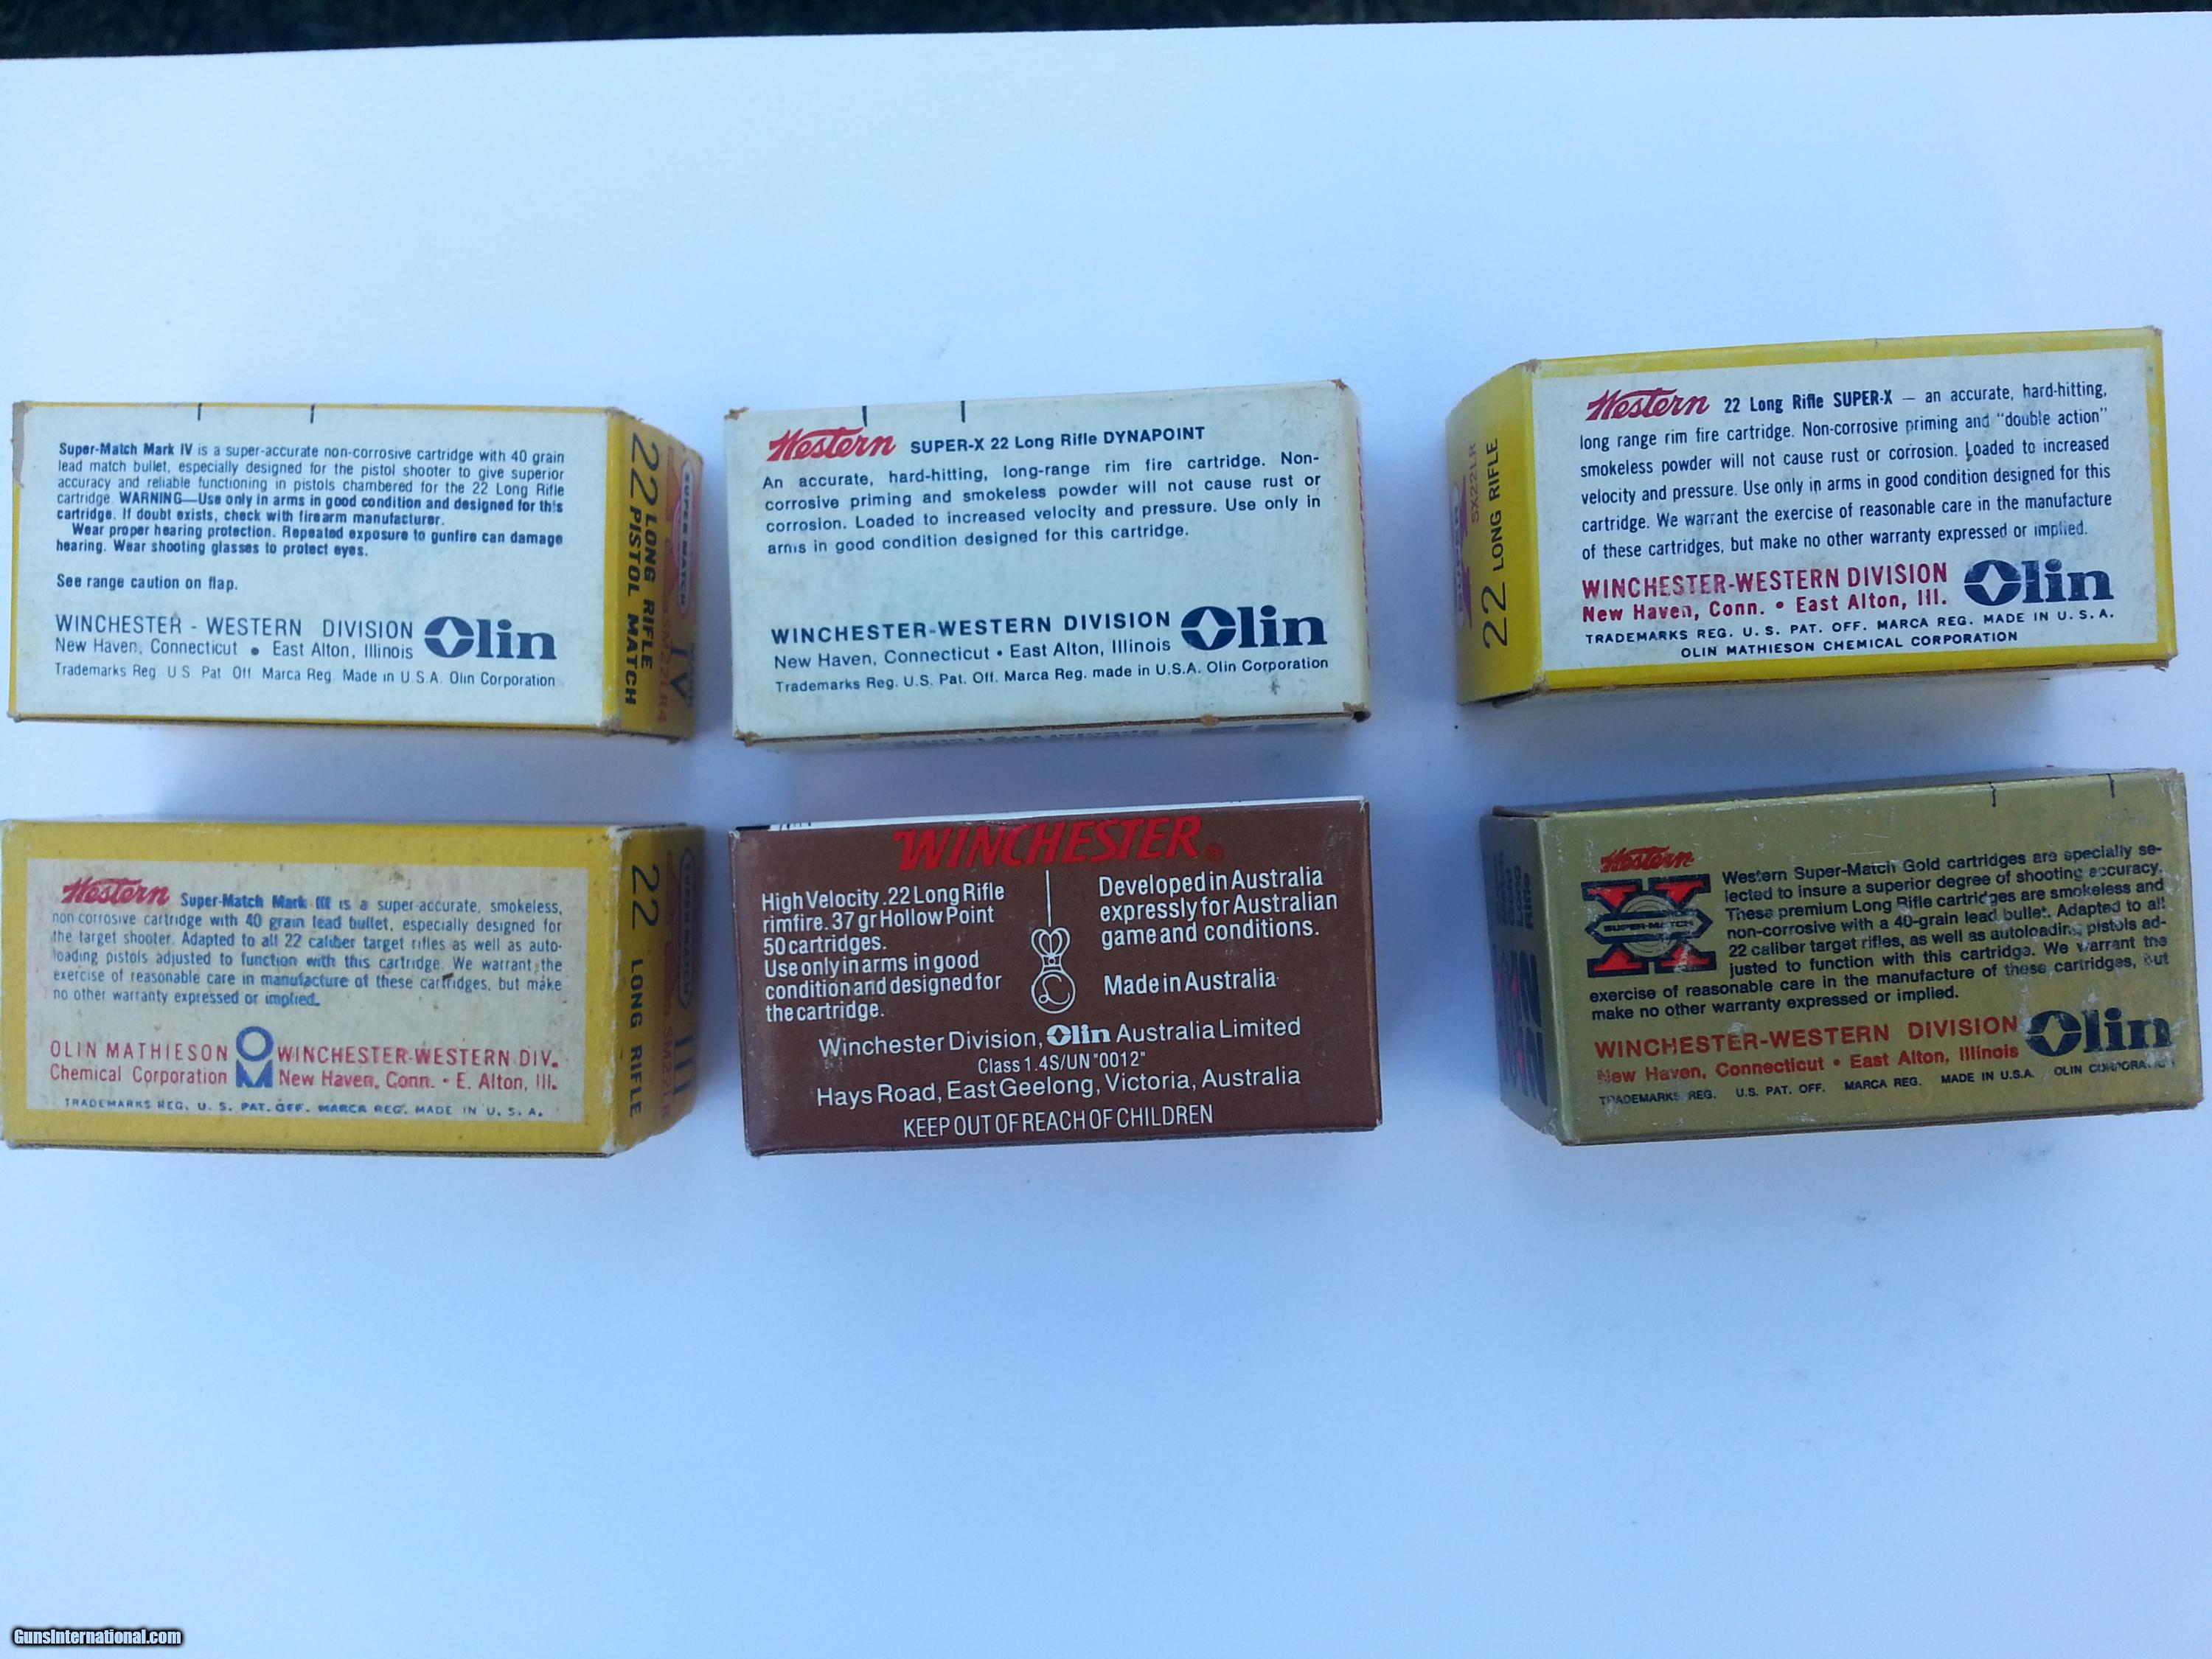 Super-Match Mark IV is a super-accurate non-corrosive cartridge with 40 grain
lead match bullet, especially designed for the pistol shooter to give superior
accuracy and reliable functioning in pistols chambered for the 22 Long Rifle
cartridge. WARNING—Use only in arms in good condition and designed for this
cartridge. If doubt exists, check with firearm manufacturer.
Wear proper hearing protection. Repeated exposure to gunfire can damage
hearing. Wear shooting glasses to protect eyes.
See range caution on flap.
WINCHESTER - WESTERN DIVISION Olin
New Haven, Connecticut • East Alton, Illinois
Trademarks Reg. U.S. Pat. Off. Marca Reg. Made in U.S.A. Olin Corporation
22 LONG RIFLE
PISTOL MATCH
SUPER MATCH
IV
SM22LR4
Western SUPER-X 22 Long Rifle DYNAPOINT
An accurate, hard-hitting, long-range rim fire cartridge. Non-
corrosive priming and smokeless powder will not cause rust or
corrosion. Loaded to increased velocity and pressure. Use only in
arms in good condition designed for this cartridge.
WINCHESTER-WESTERN DIVISION Olin
New Haven, Connecticut • East Alton, Illinois
Trademarks Reg. U.S. Pat. Off. Marca Reg. made in U.S.A. Olin Corporation
SX22LR
22 LONG RIFLE
Western 22 Long Rifle SUPER-X — an accurate, hard-hitting,
long range rim fire cartridge. Non-corrosive priming and "double action"
smokeless powder will not cause rust or corrosion. Loaded to increased
velocity and pressure. Use only in arms in good condition designed for this
cartridge. We warrant the exercise of reasonable care in the manufacture
of these cartridges, but make no other warranty expressed or implied.
WINCHESTER-WESTERN DIVISION Olin
New Haven, Conn. • East Alton, Ill.
TRADEMARKS REG. U. S. PAT. OFF. MARCA REG. MADE IN U. S. A.
OLIN MATHIESON CHEMICAL CORPORATION
Western Super-Match Mark III is a super-accurate, smokeless,
non corrosive cartridge with 40 grain lead bullet, especially designed for
the target shooter. Adapted to all 22 caliber target rifles as well as auto-
loading pistols adjusted to function with this cartridge. We warrant the
exercise of reasonable care in manufacture of these cartridges, but make
no other warranty expressed or implied.
OLIN MATHIESON OM WINCHESTER-WESTERN DIV.
Chemical Corporation New Haven, Conn. • E. Alton, Ill.
TRADEMARKS REG. U. S. PAT. OFF. MARCA REG. MADE IN U. S. A.
22 LONG RIFLE
SUPER MATCH
III
SM22LR
WINCHESTER®
High Velocity .22 Long Rifle
rimfire. 37 gr Hollow Point
50 cartridges.
Use only in arms in good
condition and designed for
the cartridge.
Developed in Australia
expressly for Australian
game and conditions.
Made in Australia
Winchester Division, Olin Australia Limited
Class 1.4S/UN "0012"
Hays Road, East Geelong, Victoria, Australia
KEEP OUT OF REACH OF CHILDREN
Western
X
SUPER-MATCH
Western Super-Match Gold cartridges are specially se-
lected to insure a superior degree of shooting accuracy.
These premium Long Rifle cartridges are smokeless and
non-corrosive with a 40-grain lead bullet. Adapted to all
22 caliber target rifles, as well as autoloading pistols ad-
justed to function with this cartridge. We warrant the
exercise of reasonable care in the manufacture of these cartridges, but
make no other warranty expressed or implied.
WINCHESTER-WESTERN DIVISION Olin
New Haven, Connecticut • East Alton, Illinois
TRADEMARKS REG. U.S. PAT. OFF. MARCA REG. MADE IN U.S.A. OLIN CORPORATION
Long
Rifle
GunsInternational.com